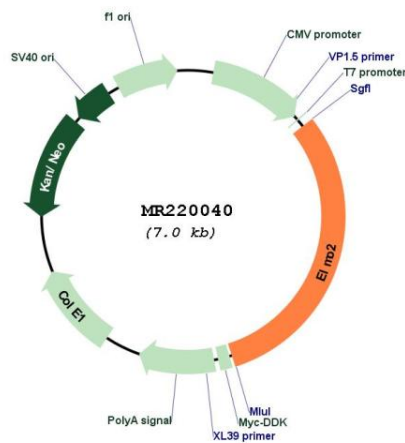 f1 ori
SV40 ori
CMV promoter
VP1.5 primer
T7 promoter
SgfI
Kan/Neo
MR220040
(7.0 kb)
Elmo2
Col E1
MluI
Myc-DDK
PolyA signal
XL39 primer